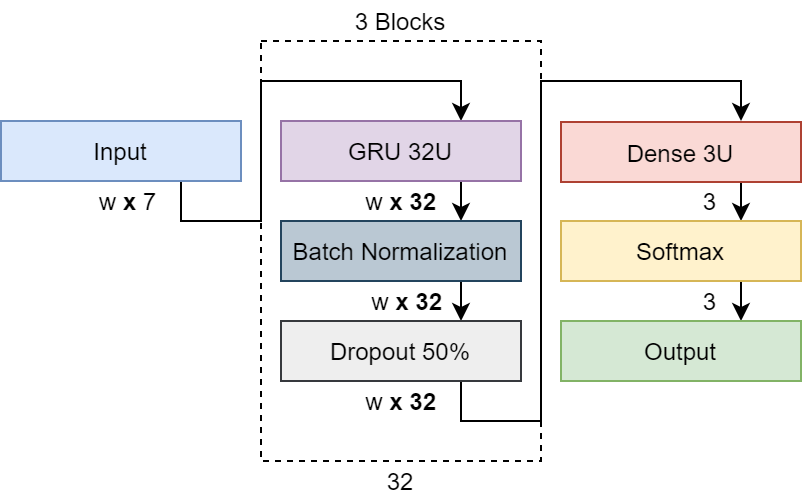 3 Blocks
Input
w x 7
GRU 32U
w x 32
Batch Normalization
w x 32
Dropout 50%
w x 32
32
Dense 3U
3
Softmax
3
Output